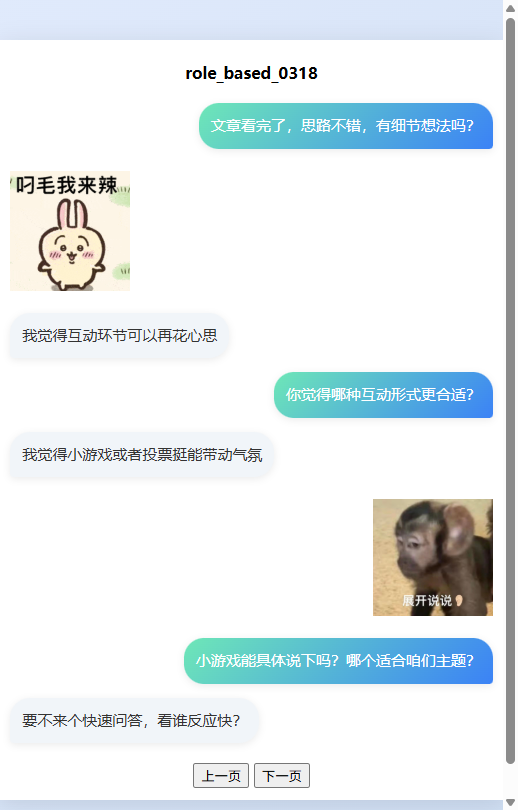 role_based_0318
文章看完了，思路不错，有细节想法吗？
叼毛我来辣
我觉得互动环节可以再花心思
你觉得哪种互动形式更合适？
我觉得小游戏或者投票挺能带动气氛
展开说说👂🏼
小游戏能具体说下吗？哪个适合咱们主题？
要不来个快速问答，看谁反应快？
上一页 下一页